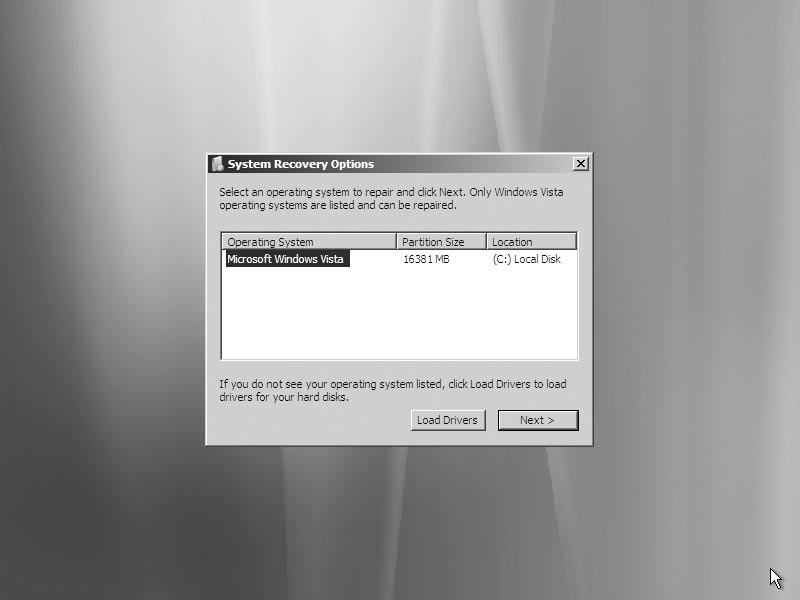 System Recovery Options
Select an operating system to repair and click Next. Only Windows Vista
operating systems are listed and can be repaired.
Operating System Partition Size Location
Microsoft Windows Vista 16381 MB (C:) Local Disk
If you do not see your operating system listed, click Load Drivers to load
drivers for your hard disks.
Load Drivers Next >